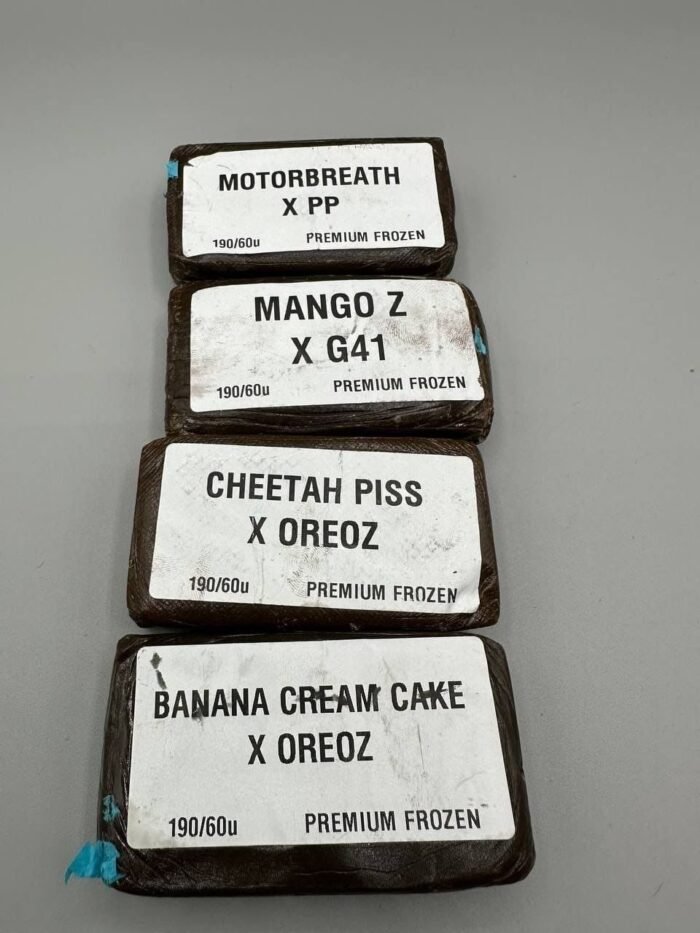 MOTORBREATH
X PP
190/60u PREMIUM FROZEN
MANGO Z
X G41
190/60u PREMIUM FROZEN
CHEETAH PISS
X OREOZ
190/60u PREMIUM FROZEN
BANANA CREAM CAKE
X OREOZ
190/60u PREMIUM FROZEN